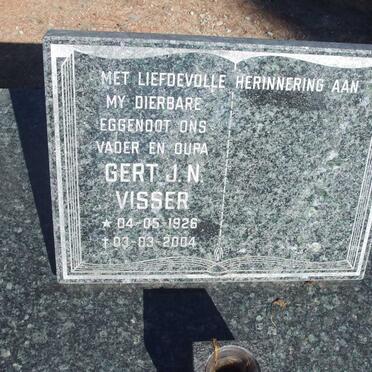 MET LIEFDEVOLLE HERINNERING AAN
MY DIERBARE
EGGENOOT, ONS
VADER EN OUPA
GERT J.N.
VISSER
★ 04-05-1926
† 03-03-2004